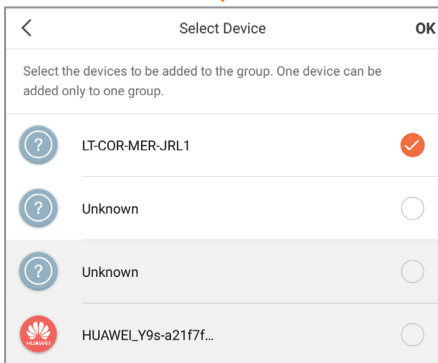 Select Device
OK
Select the devices to be added to the group. One device can be
added only to one group.
?
LT-COR-MER-JRL1
?
Unknown
?
Unknown
HUAWEI
HUAWEI_Y9s-a21f7f...